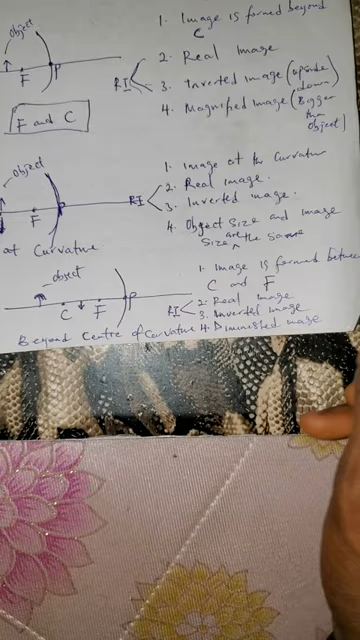 Object
F
P
F and C
1. Image is formed beyond
C
2. Real Image
RI
3. Inverted Image (upside
down)
4. Magnified Image (Bigger
than
object)
Object
F
P
at Curvature
1. Image at the Curvature
RI
2. Real Image.
3. Inverted image.
4. Object Size and image
Size are the same
object
C F P
Beyond Centre of Curvature
1. Image is formed between
C and F
RI
2. Real Image
3. Inverted image
4. Diminished image